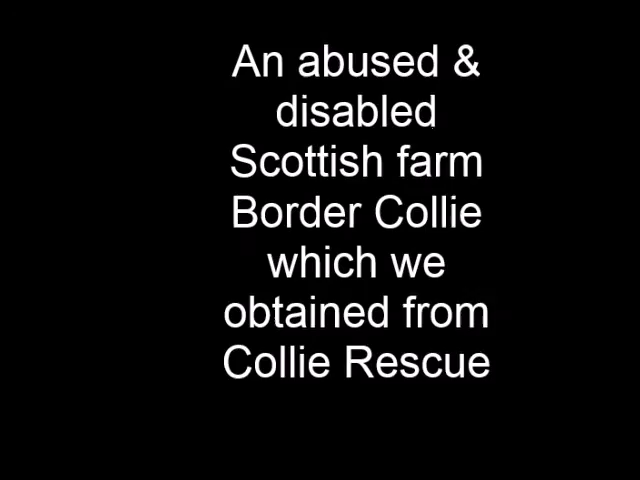 An abused &
disabled
Scottish farm
Border Collie
which we
obtained from
Collie Rescue